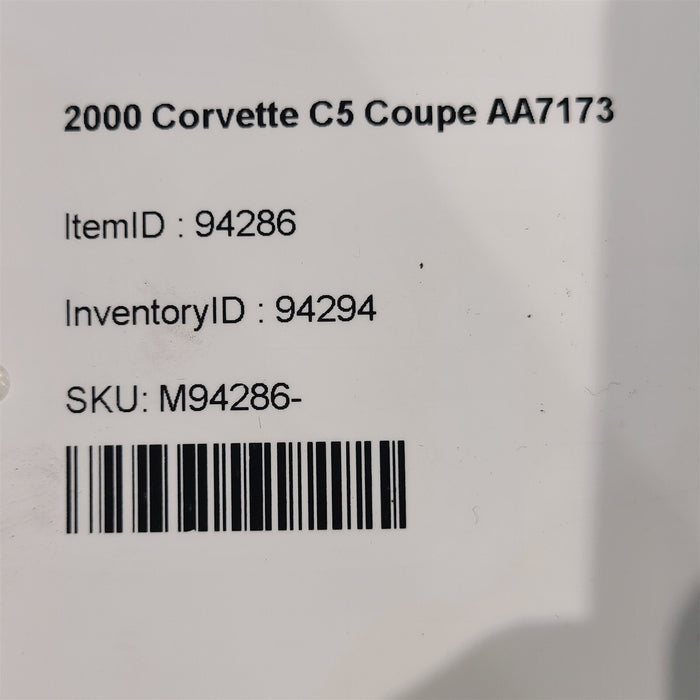 2000 Corvette C5 Coupe AA7173
ItemID : 94286
InventoryID : 94294
SKU: M94286-